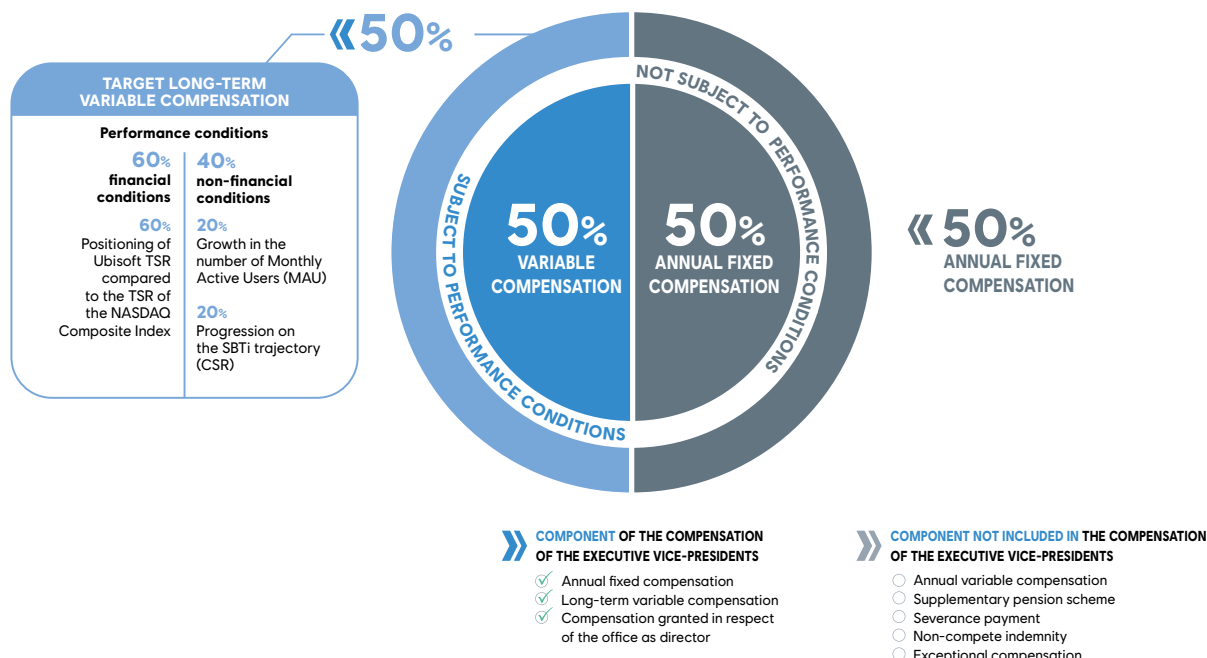 50%
TARGET LONG-TERM
VARIABLE COMPENSATION
Performance conditions
60%
financial
conditions
60%
Positioning of
Ubisoft TSR
compared
to the TSR of
the NASDAQ
Composite Index
40%
non-financial
conditions
20%
Growth in the
number of Monthly
Active Users (MAU)
20%
Progression on
the SBTi trajectory
(CSR)
SUBJECT TO PERFORMANCE CONDITIONS
NOT SUBJECT TO PERFORMANCE CONDITIONS
50%
VARIABLE
COMPENSATION
50%
ANNUAL FIXED
COMPENSATION
50%
ANNUAL FIXED
COMPENSATION
COMPONENT OF THE COMPENSATION
OF THE EXECUTIVE VICE-PRESIDENTS
Annual fixed compensation
Long-term variable compensation
Compensation granted in respect
of the office as director
COMPONENT NOT INCLUDED IN THE COMPENSATION
OF THE EXECUTIVE VICE-PRESIDENTS
Annual variable compensation
Supplementary pension scheme
Severance payment
Non-compete indemnity
Exceptional compensation